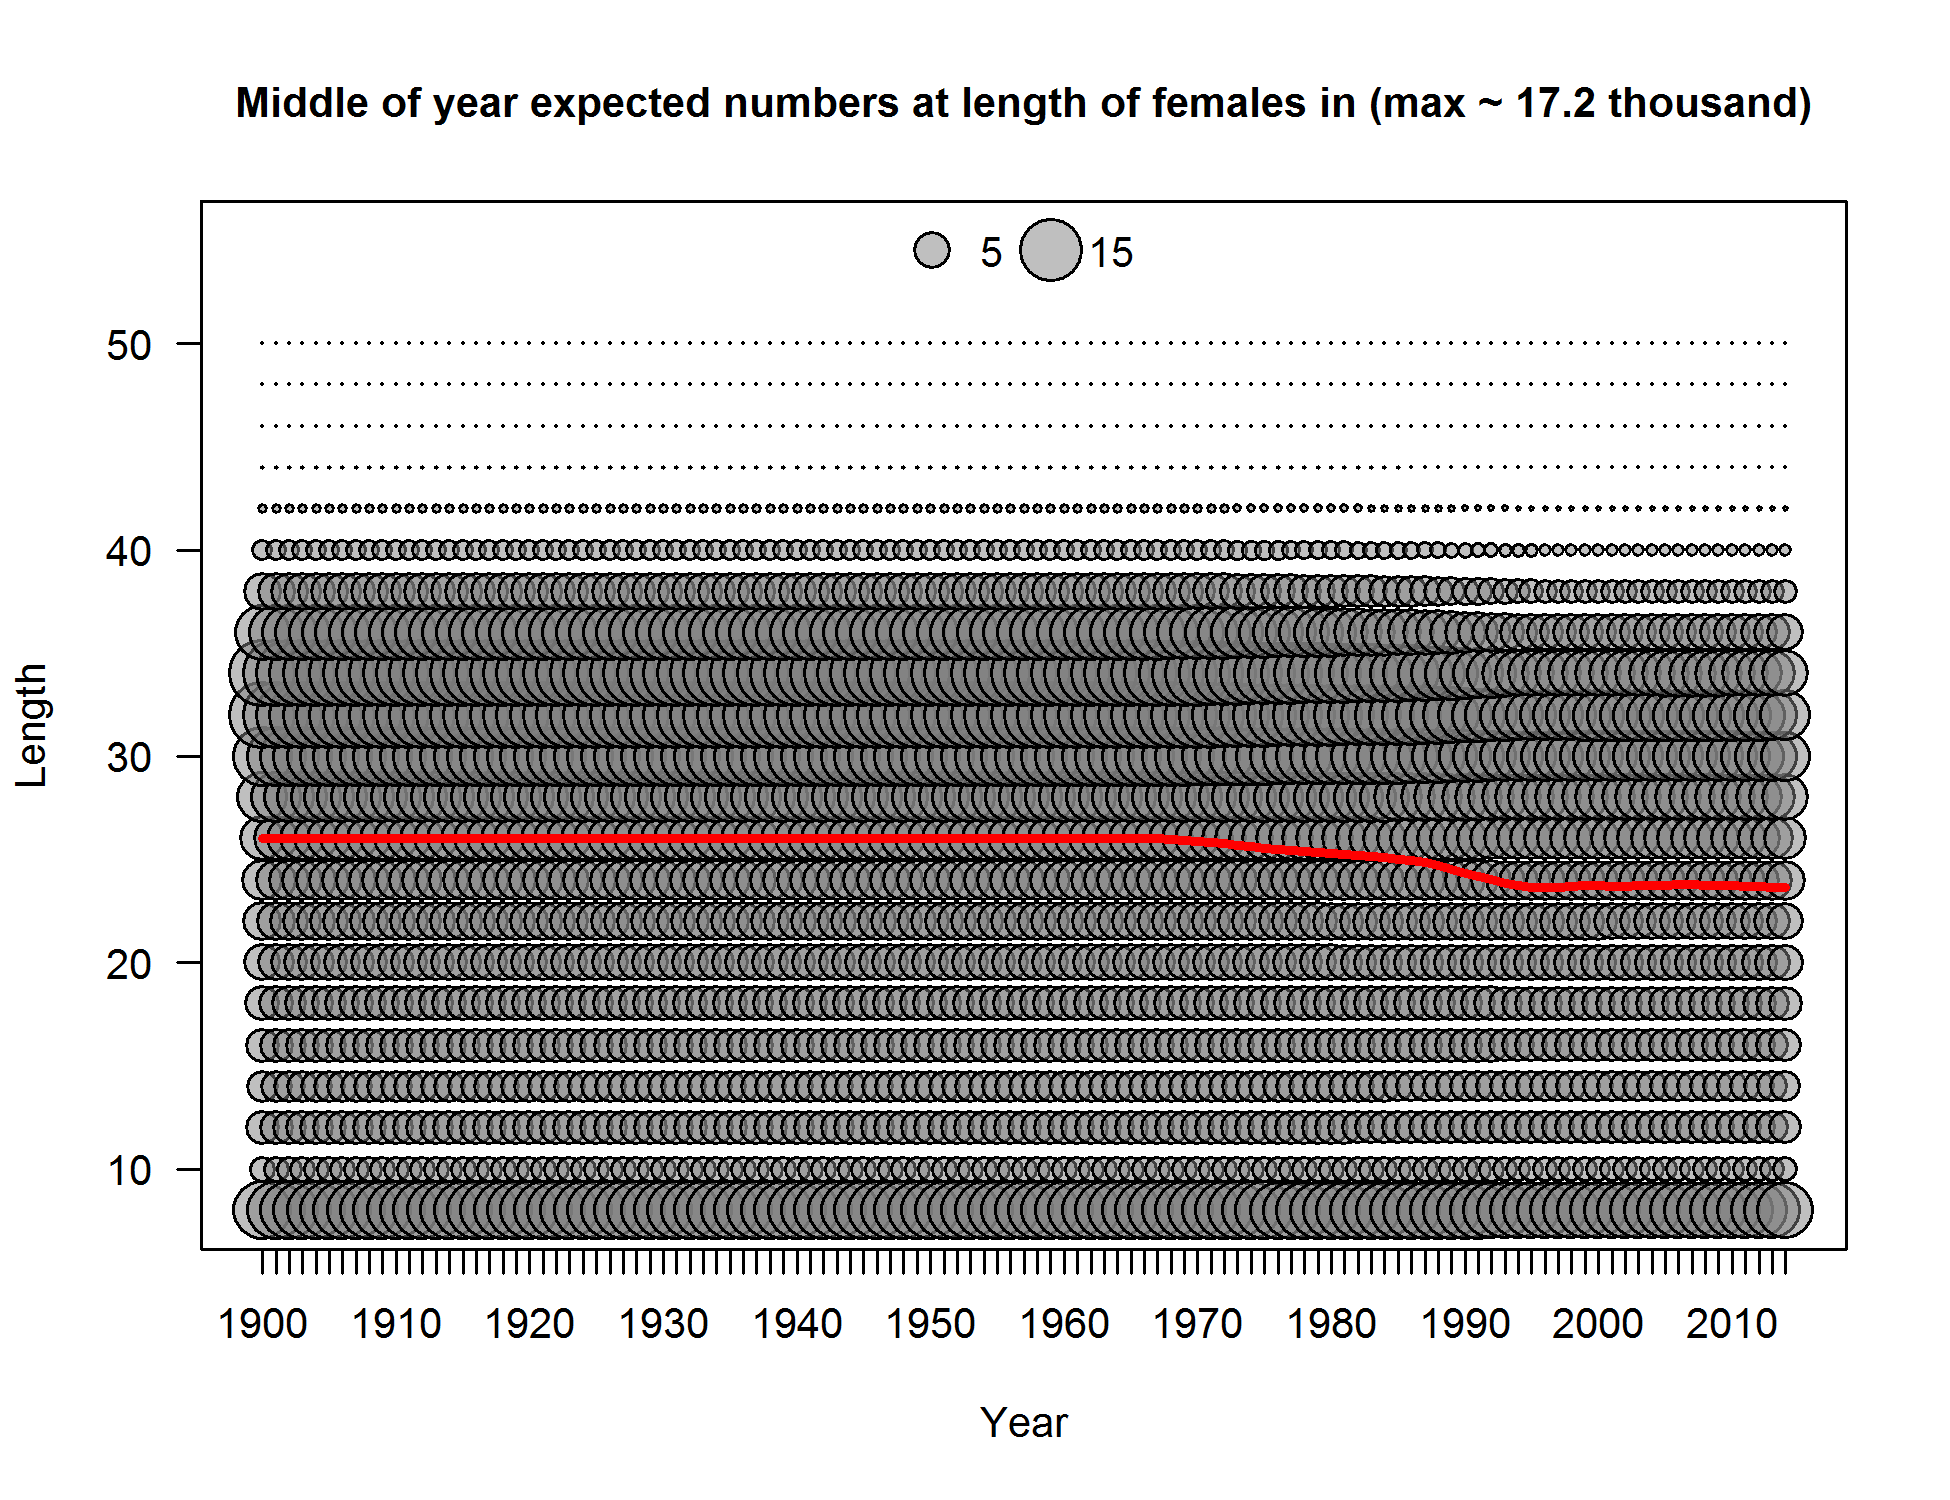 Middle of year expected numbers at length of females in (max ~ 17.2 thousand)
5 15
50
40
30
20
10
Length
1900 1910 1920 1930 1940 1950 1960 1970 1980 1990 2000 2010
Year